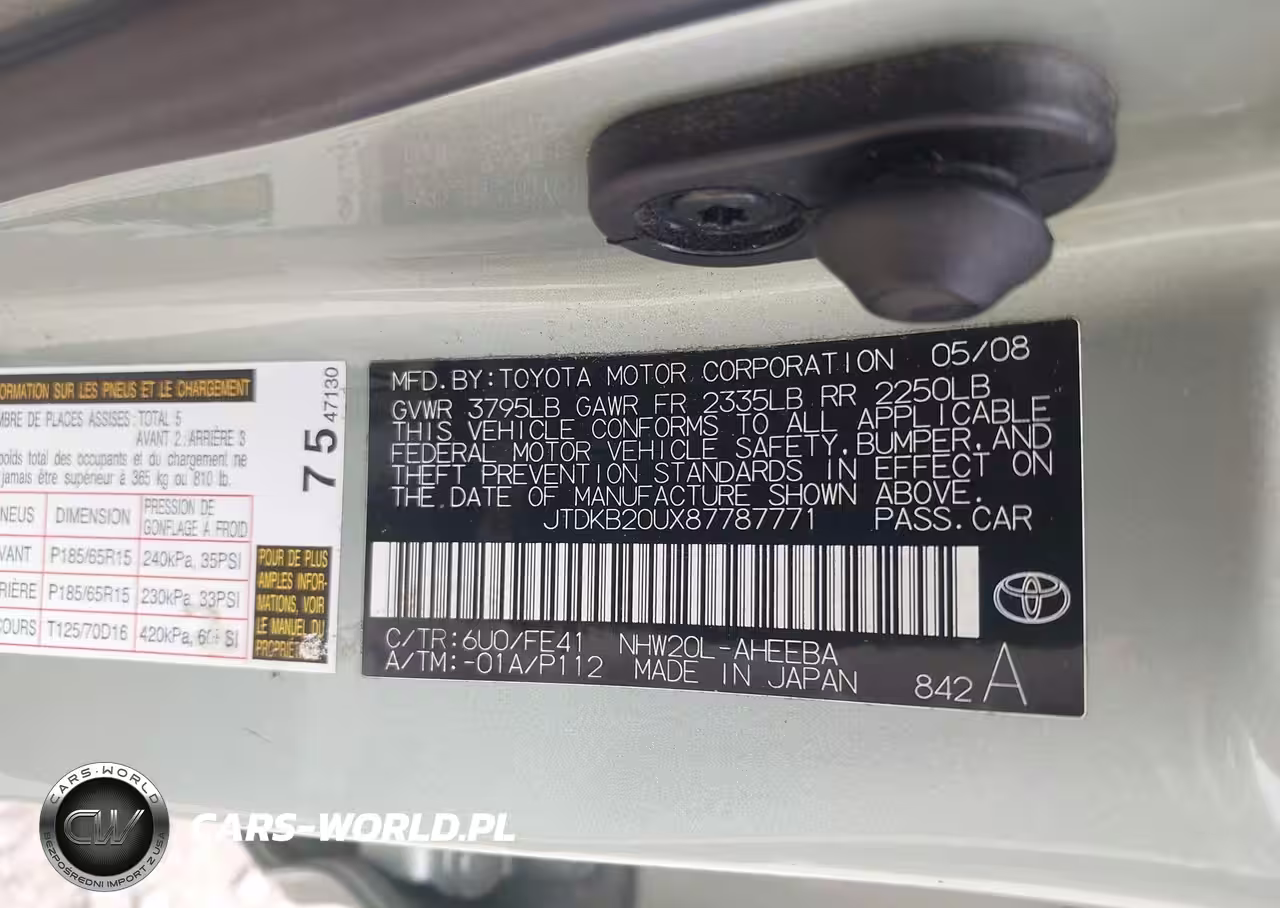 ORMATION SUR LES PNEUS ET LE CHARGEMENT
MBRE DE PLACES ASSISES : TOTAL 5
AVANT 2 : ARRIÈRE 3
poids total des occupants et du chargement ne
jamais être supérieur à 365 kg ou 810 lb.
NEUS DIMENSION PRESSION DE GONFLAGE À FROID
VANT P185/65R15 240kPa, 35PSI
RIÈRE P185/65R15 230kPa, 33PSI
COURS T125/70D16 420kPa,
POUR DE PLUS
AMPLES INFOR-
MATIONS, VOIR
LE MANUEL DU
75 47130
MFD. BY: TOYOTA MOTOR CORPORATION 05/08
GVWR 3795LB GAWR FR 2335LB RR 2250LB
THIS VEHICLE CONFORMS TO ALL APPLICABLE
FEDERAL MOTOR VEHICLE SAFETY, BUMPER, AND
THEFT PREVENTION STANDARDS IN EFFECT ON
THE DATE OF MANUFACTURE SHOWN ABOVE.
JTDKB20UX87787771 PASS. CAR
C/TR: 6U0/FE41 NHW20L-AHEEBA
A/TM: -01A/P112 MADE IN JAPAN
842 A
CARS-WORLD
CW
BEZPOŚREDNI IMPORT Z USA
CARS-WORLD.PL